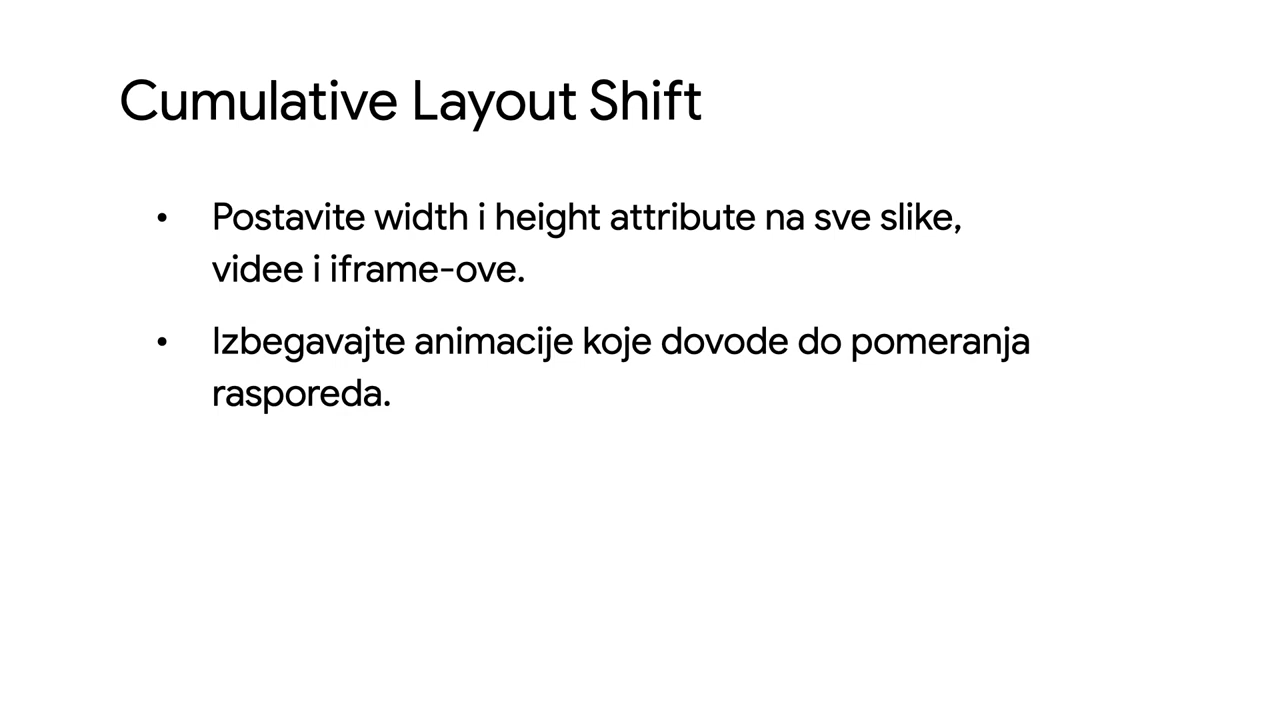 Cumulative Layout Shift
• Postavite width i height attribute na sve slike,
videe i iframe-ove.
• Izbegavajte animacije koje dovode do pomeranja
rasporeda.